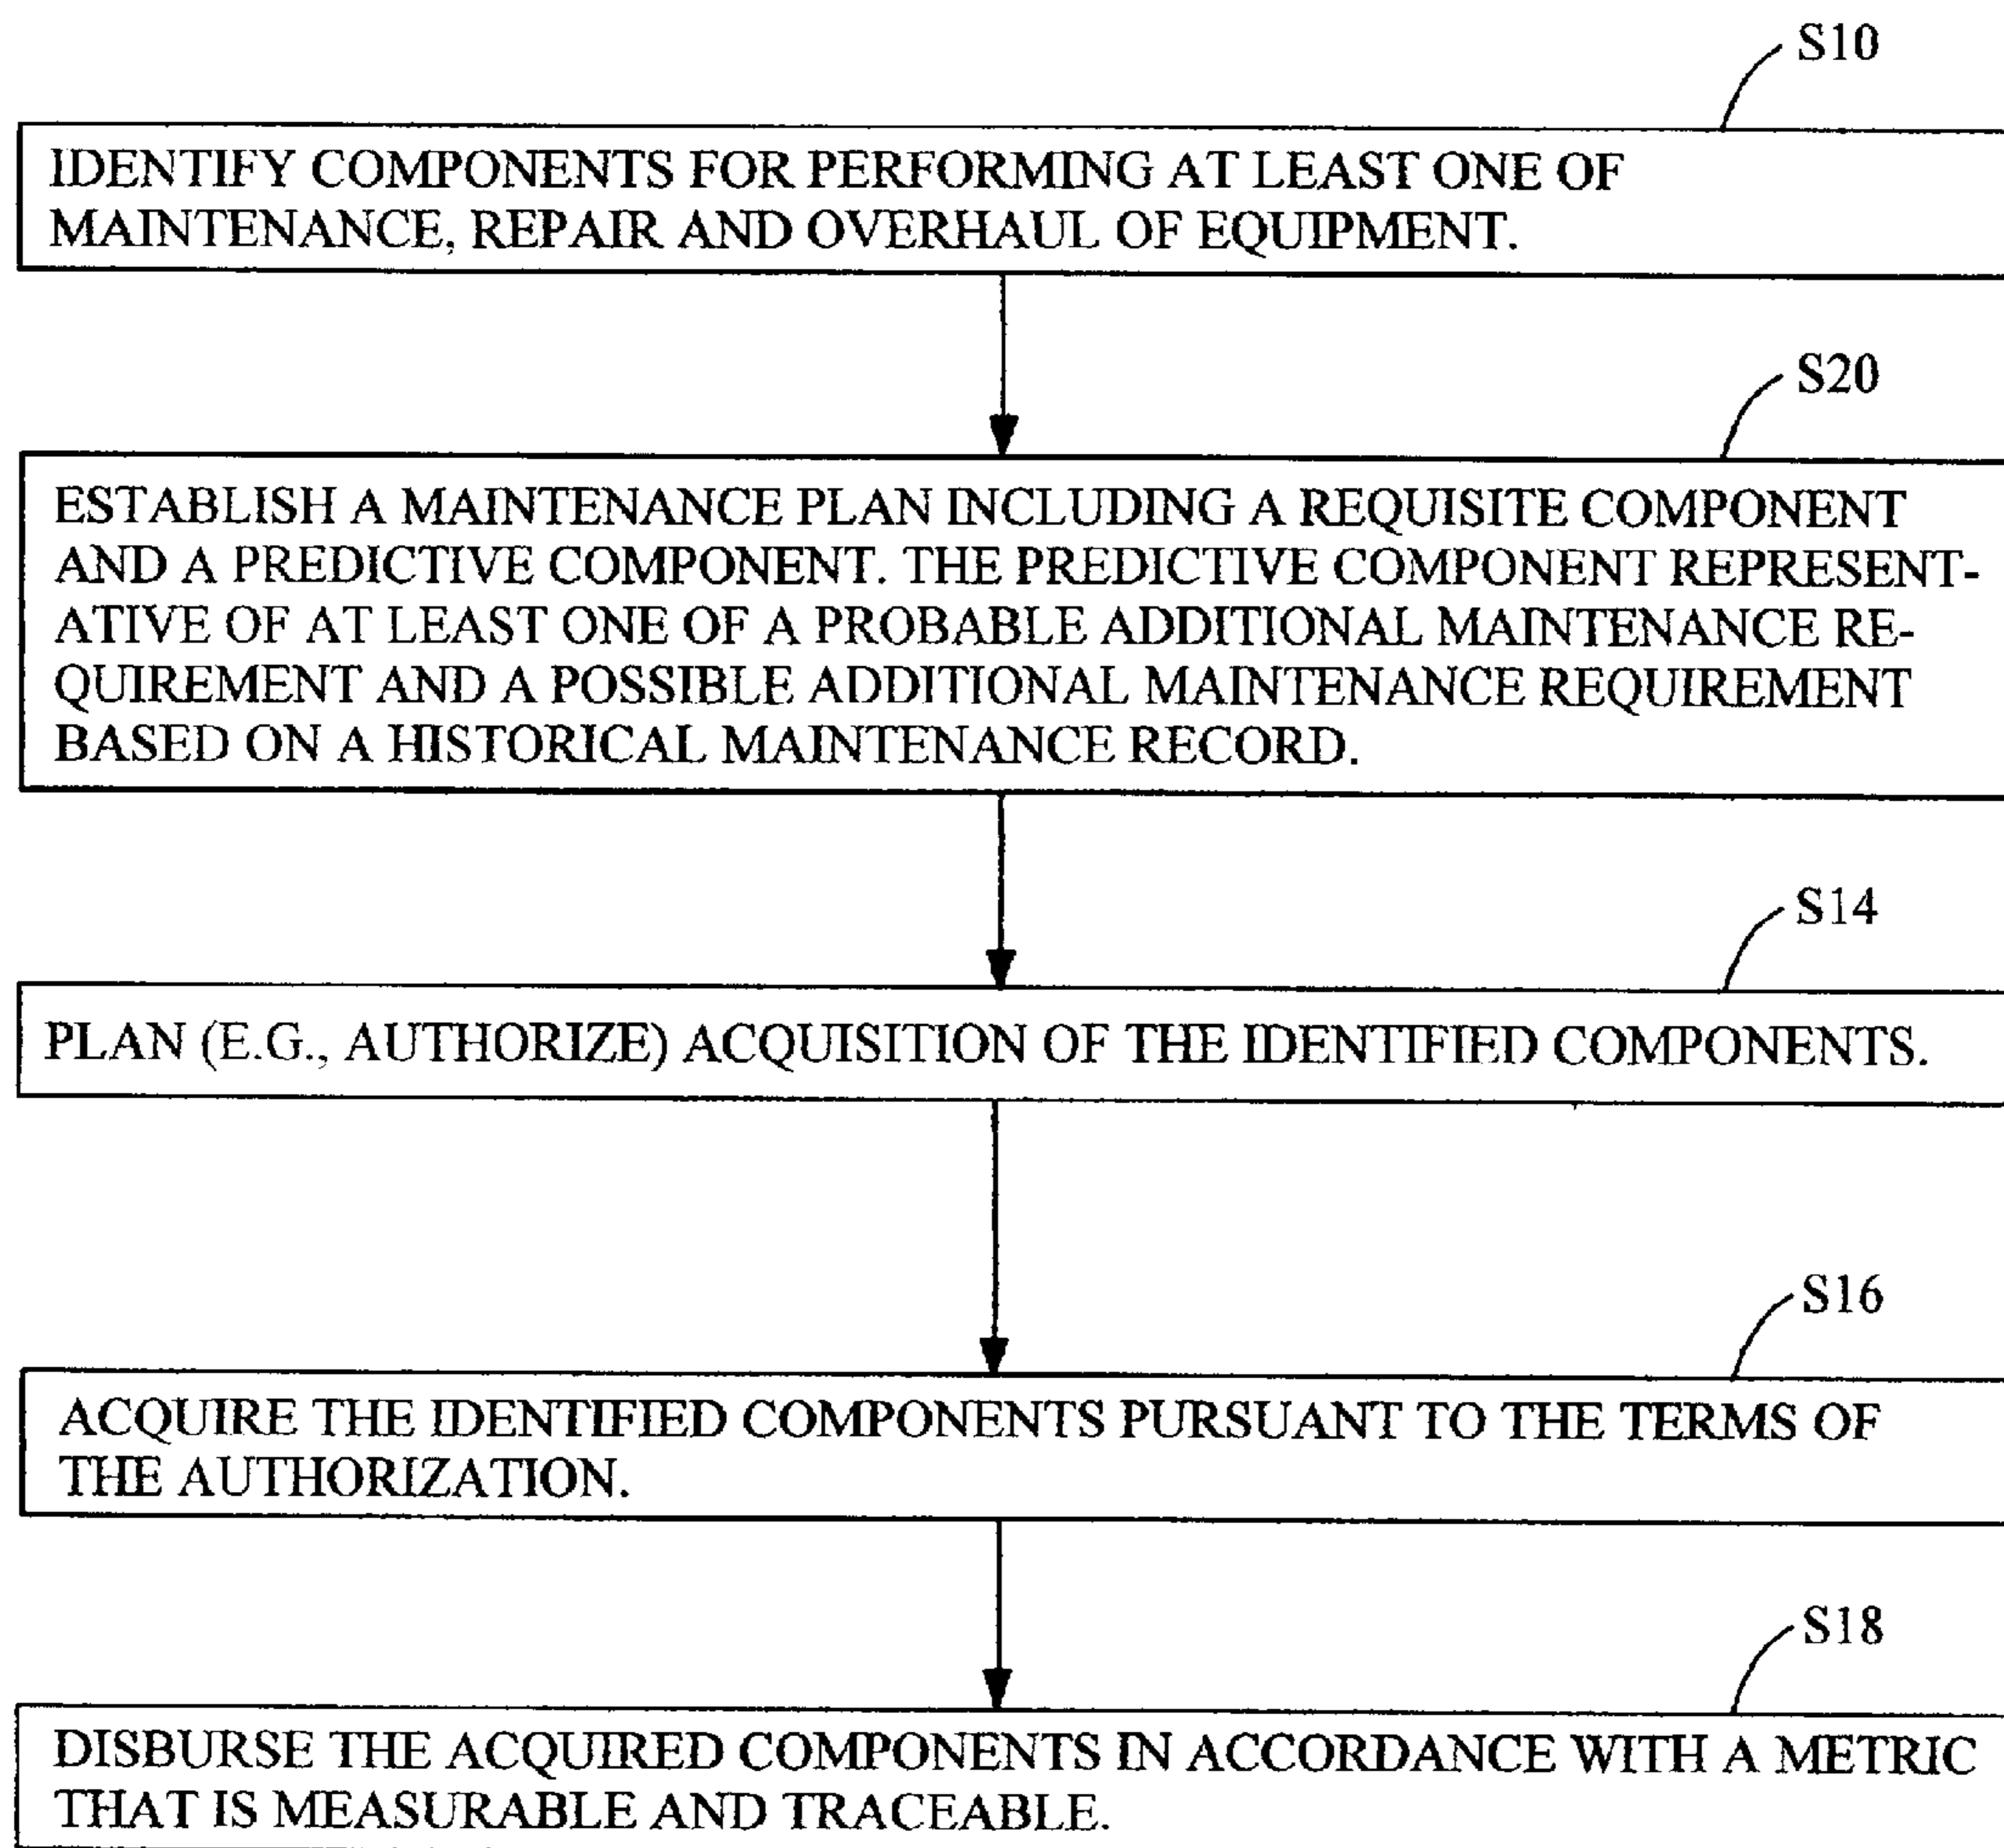 S10
IDENTIFY COMPONENTS FOR PERFORMING AT LEAST ONE OF
MAINTENANCE, REPAIR AND OVERHAUL OF EQUIPMENT.
S20
ESTABLISH A MAINTENANCE PLAN INCLUDING A REQUISITE COMPONENT
AND A PREDICTIVE COMPONENT. THE PREDICTIVE COMPONENT REPRESENT-
ATIVE OF AT LEAST ONE OF A PROBABLE ADDITIONAL MAINTENANCE RE-
QUIREMENT AND A POSSIBLE ADDITIONAL MAINTENANCE REQUIREMENT
BASED ON A HISTORICAL MAINTENANCE RECORD.
S14
PLAN (E.G., AUTHORIZE) ACQUISITION OF THE IDENTIFIED COMPONENTS.
S16
ACQUIRE THE IDENTIFIED COMPONENTS PURSUANT TO THE TERMS OF
THE AUTHORIZATION.
S18
DISBURSE THE ACQUIRED COMPONENTS IN ACCORDANCE WITH A METRIC
THAT IS MEASURABLE AND TRACEABLE.